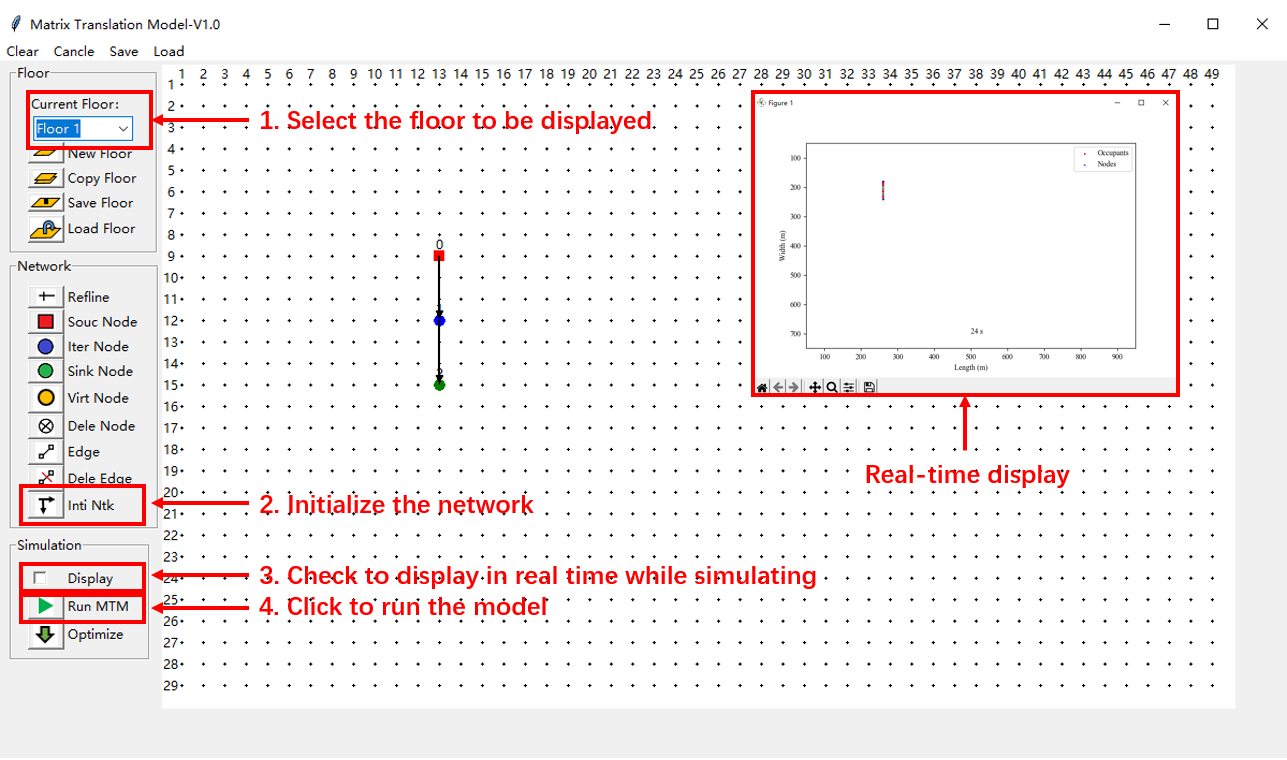 Matrix Translation Model-V1.0
Clear Cancle Save Load
Floor
Current Floor:
Floor 1
New Floor
Copy Floor
Save Floor
Load Floor
Network
Refline
Souc Node
Iter Node
Sink Node
Virt Node
Dele Node
Edge
Dele Edge
Inti Ntk
Simulation
Display
Run MTM
Optimize
1 2 3 4 5 6 7 8 9 10 11 12 13 14 15 16 17 18 19 20 21 22 23 24 25 26 27 28 29 30 31 32 33 34 35 36 37 38 39 40 41 42 43 44 45 46 47 48 49
1
2
3
4
5
6
7
8
9
10
11
12
13
14
15
16
17
18
19
20
21
22
23
24
25
26
27
28
29
0
1. Select the floor to be displayed
2. Initialize the network
3. Check to display in real time while simulating
4. Click to run the model
Figure 1
Occupants
Nodes
100
200
300
400
500
600
700
Width (m)
24 s
100 200 300 400 500 600 700 800 900
Length (m)
Real-time display